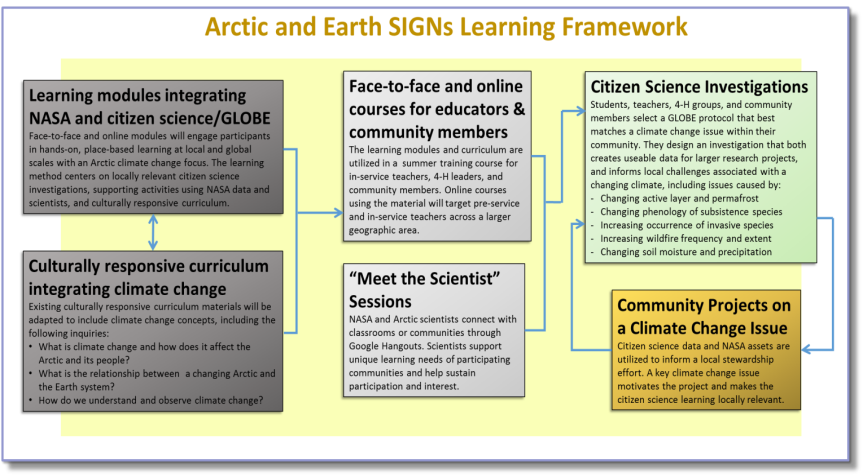 Arctic and Earth SIGNs Learning Framework
Learning modules integrating
NASA and citizen science/GLOBE
Face-to-face and online modules will engage participants
in hands-on, place-based learning at local and global
scales with an Arctic climate change focus. The learning
method centers on locally relevant citizen science
investigations, supporting activities using NASA data and
scientists, and culturally responsive curriculum.
Culturally responsive curriculum
integrating climate change
Existing culturally responsive curriculum materials will be
adapted to include climate change concepts, including the
following inquiries:
• What is climate change and how does it affect the
Arctic and its people?
• What is the relationship between a changing Arctic and
the Earth system?
• How do we understand and observe climate change?
Face-to-face and online
courses for educators &
community members
The learning modules and curriculum are
utilized in a summer training course for
in-service teachers, 4-H leaders, and
community members. Online courses
using the material will target pre-service
and in-service teachers across a larger
geographic area.
“Meet the Scientist”
Sessions
NASA and Arctic scientists connect with
classrooms or communities through
Google Hangouts. Scientists support
unique learning needs of participating
communities and help sustain
participation and interest.
Citizen Science Investigations
Students, teachers, 4-H groups, and community
members select a GLOBE protocol that best
matches a climate change issue within their
community. They design an investigation that both
creates useable data for larger research projects,
and informs local challenges associated with a
changing climate, including issues caused by:
- Changing active layer and permafrost
- Changing phenology of subsistence species
- Increasing occurrence of invasive species
- Increasing wildfire frequency and extent
- Changing soil moisture and precipitation
Community Projects on
a Climate Change Issue
Citizen science data and NASA assets are
utilized to inform a local stewardship
effort. A key climate change issue
motivates the project and makes the
citizen science learning locally relevant.